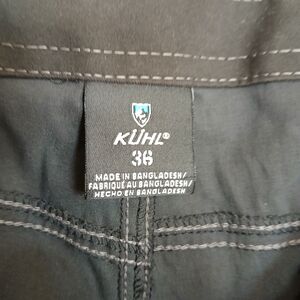 KÜHL®
36
MADE IN BANGLADESH/
FABRIQUÉ AU BANGLADESH/
HECHO EN BANGLADESH